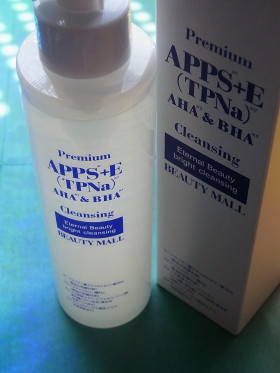 Premium
APPS+E
(TPNa)
AHA & BHA
Cleansing
Eternal Beauty
bright cleansing
BEAUTY MALL
Premium
APPS+E
(TPNa)
AHA & BHA
Cleansing
Eternal Beauty
bright cleansing
BEAUTY MALL